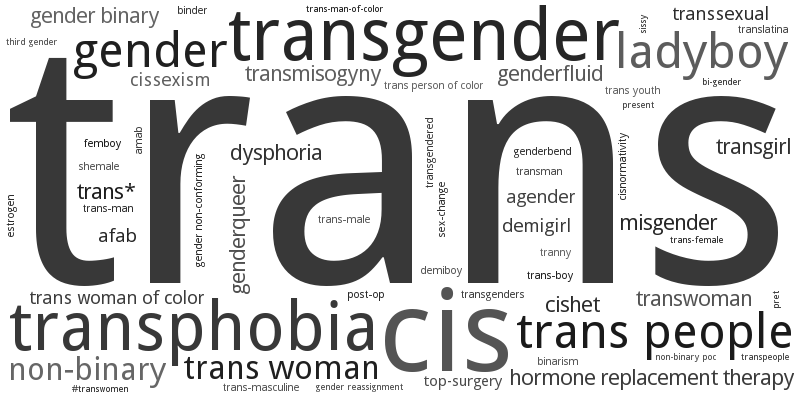 gender binary
binder
trans-man-of-color
sissy
transsexual
translatina
third gender
gender
transgender
ladyboy
cissexism
transmisogyny
trans person of color
genderfluid
trans youth
bi-gender
present
trans
femboy
amab
shemale
trans*
trans-man
estrogen
afab
gender non-conforming
dysphoria
genderqueer
trans-male
transgendered
sex-change
demiboy
genderbend
transman
agender
demigirl
tranny
trans-boy
cisnormativity
transgirl
misgender
trans-female
trans woman of color
post-op
transgenders
cishet
transwoman
pret
transphobia
cis
trans people
non-binary
trans woman
binarism
non-binary poc
transpeople
#transwomen
trans-masculine
gender reassignment
top-surgery
hormone replacement therapy